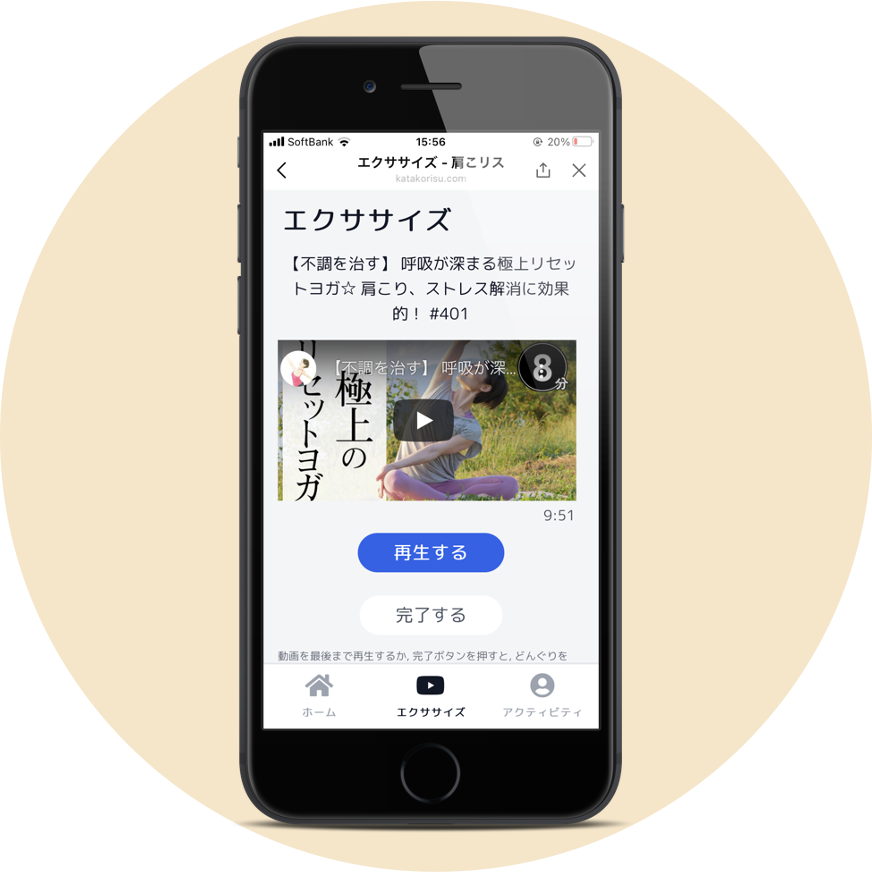 SoftBank 15:56 20%
エクササイズ - 肩こリス
katakorisu.com
エクササイズ
【不調を治す】 呼吸が深まる極上リセッ
トヨガ☆ 肩こり、ストレス解消に効果
的！ #401
【不調を治す】 呼吸が深...
8
分
極上の
リセットヨガ
9:51
再生する
完了する
動画を最後まで再生するか, 完了ボタンを押すと, どんぐりを
ホーム エクササイズ アクティビティ